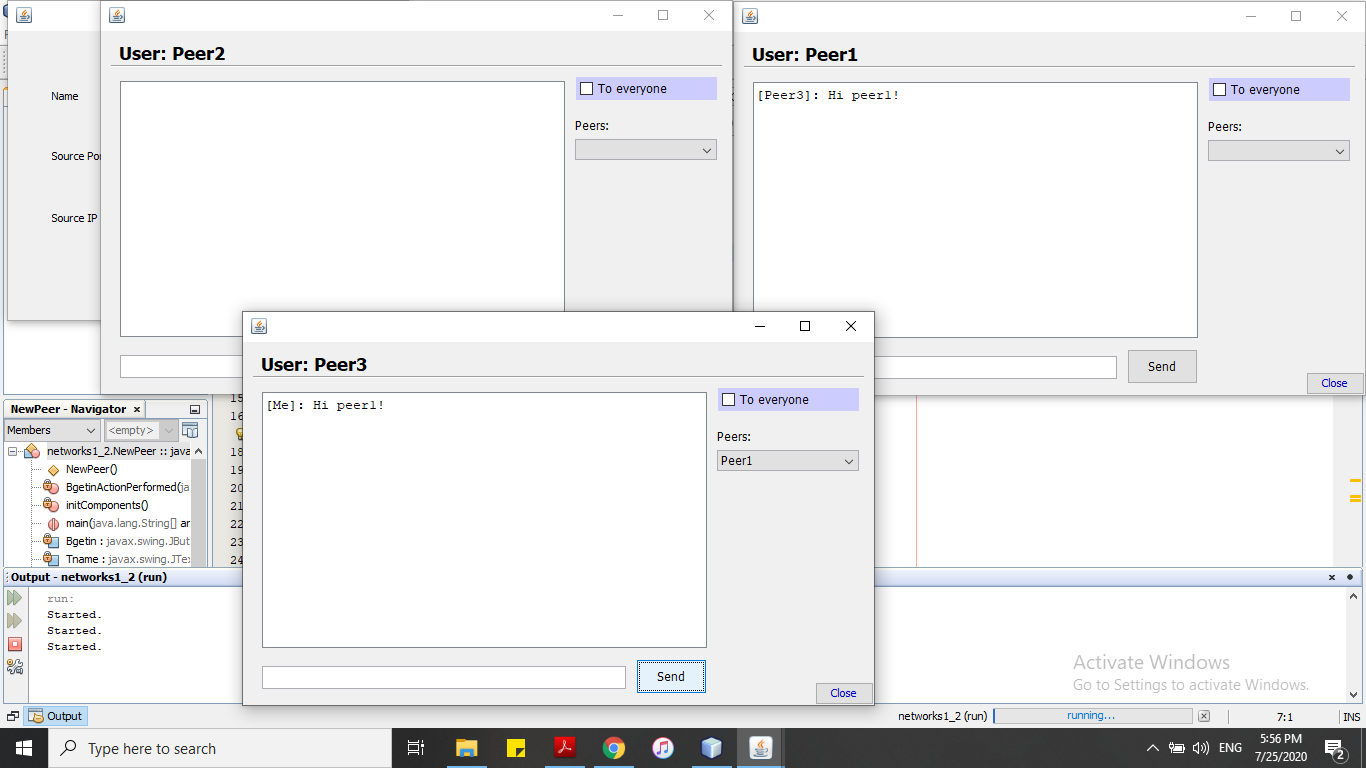 User: Peer2
To everyone
Peers:
User: Peer1
[Peer3]: Hi peer1!
To everyone
Peers:
Send
Close
Name
Source Por
Source IP
User: Peer3
[Me]: Hi peer1!
To everyone
Peers:
Peer1
Send
Close
NewPeer - Navigator
Members
<empty>
networks1_2.NewPeer :: java
NewPeer()
BgetinActionPerformed(ja
initComponents()
main(java.lang.String[] ar
Bgetin : javax.swing.JBut
Tname : javax.swing.JTex
15
16
18
19
20
21
22
23
24
Output - networks1_2 (run)
run:
Started.
Started.
Started.
Activate Windows
Go to Settings to activate Windows.
Output
networks1_2 (run)
running...
7:1
INS
Type here to search
ENG
5:56 PM
7/25/2020
2